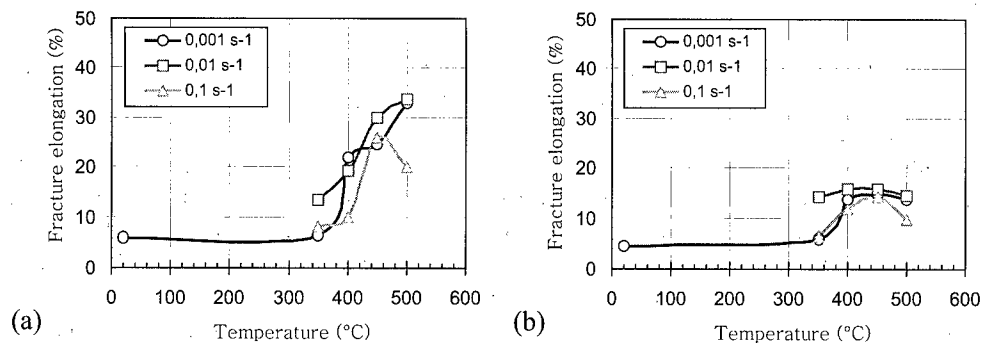 50
40
30
20
10
0
Fracture elongation (%)
0,001 s-1
0,01 s-1
0,1 s-1
0 100 200 300 400 500 600
Temperature (°C)
(a)
50
40
30
20
10
0
Fracture elongation (%)
0,001 s-1
0,01 s-1
0,1 s-1
0 100 200 300 400 500 600
Temperature (°C)
(b)